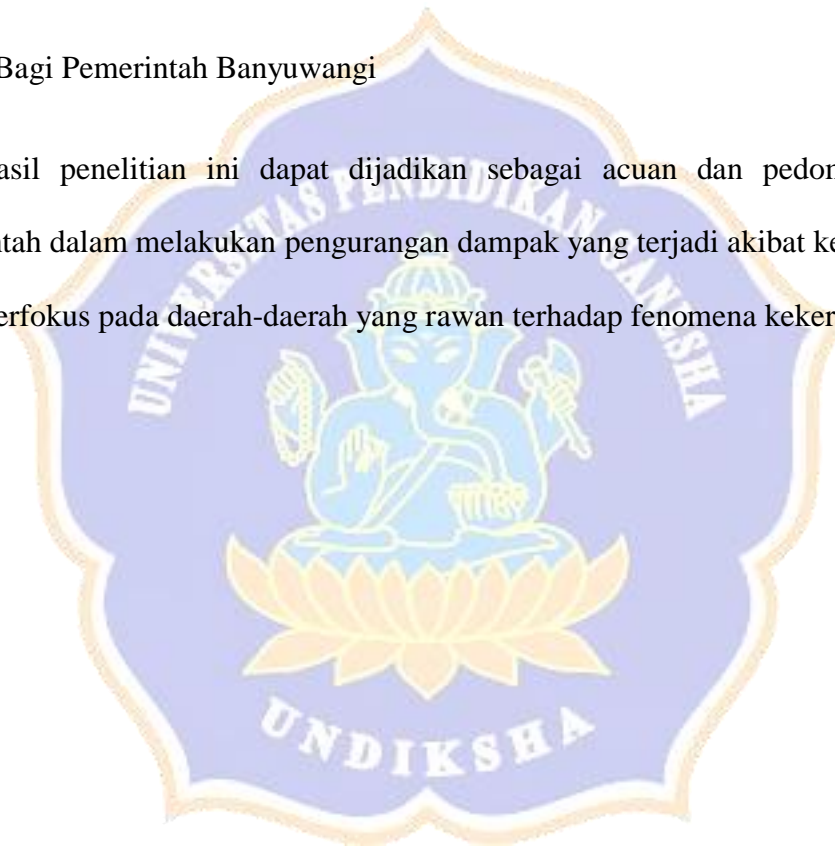 Bagi Pemerintah Banyuwangi
asil penelitian ini dapat dijadikan sebagai acuan dan pedom
ntah dalam melakukan pengurangan dampak yang terjadi akibat ke
erfokus pada daerah-daerah yang rawan terhadap fenomena keker
UNIVERSITAS PENDIDIKAN GANESHA
UNDIKSHA